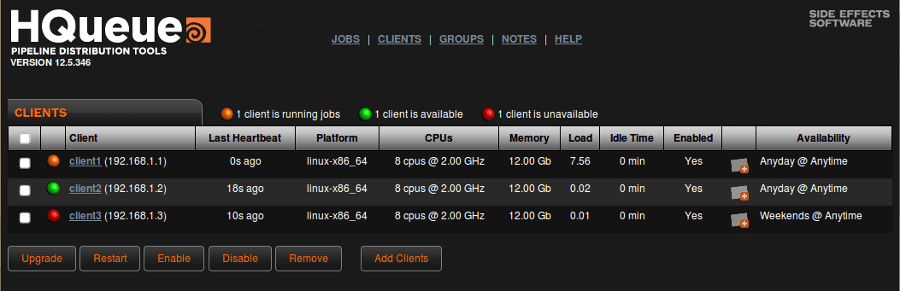 HQueue
PIPELINE DISTRIBUTION TOOLS
VERSION 12.5.346
JOBS | CLIENTS | GROUPS | NOTES | HELP
SIDE EFFECTS
SOFTWARE
CLIENTS
1 client is running jobs 1 client is available 1 client is unavailable
Client Last Heartbeat Platform CPUs Memory Load Idle Time Enabled Availability
client1 (192.168.1.1) 0s ago linux-x86_64 8 cpus @ 2.00 GHz 12.00 Gb 7.56 0 min Yes Anyday @ Anytime
client2 (192.168.1.2) 18s ago linux-x86_64 8 cpus @ 2.00 GHz 12.00 Gb 0.02 0 min Yes Anyday @ Anytime
client3 (192.168.1.3) 10s ago linux-x86_64 8 cpus @ 2.00 GHz 12.00 Gb 0.01 0 min Yes Weekends @ Anytime
Upgrade Restart Enable Disable Remove Add Clients